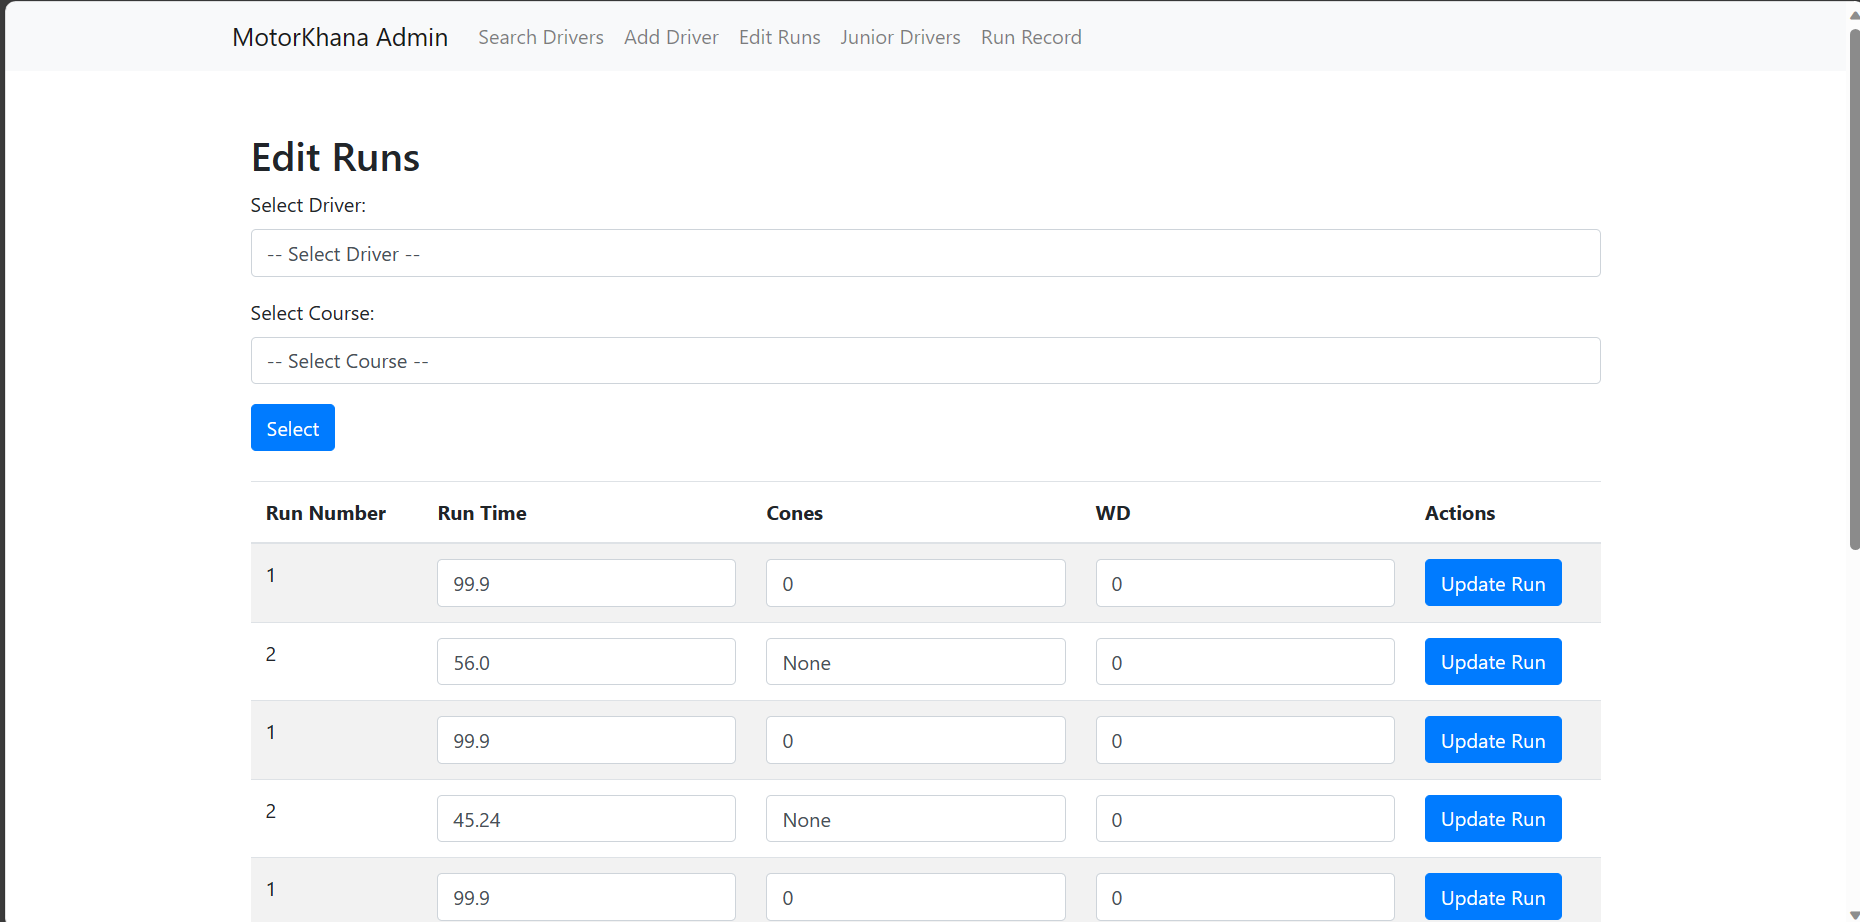 MotorKhana Admin Search Drivers Add Driver Edit Runs Junior Drivers Run Record
Edit Runs
Select Driver:
-- Select Driver --
Select Course:
-- Select Course --
Select
Run Number Run Time Cones WD Actions
1 99.9 0 0 Update Run
2 56.0 None 0 Update Run
1 99.9 0 0 Update Run
2 45.24 None 0 Update Run
1 99.9 0 0 Update Run